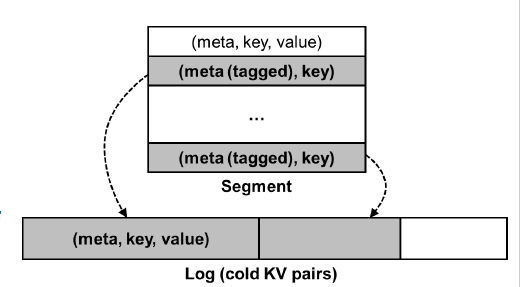 (meta, key, value)
(meta (tagged), key)
...
(meta (tagged), key)
Segment
(meta, key, value)
Log (cold KV pairs)